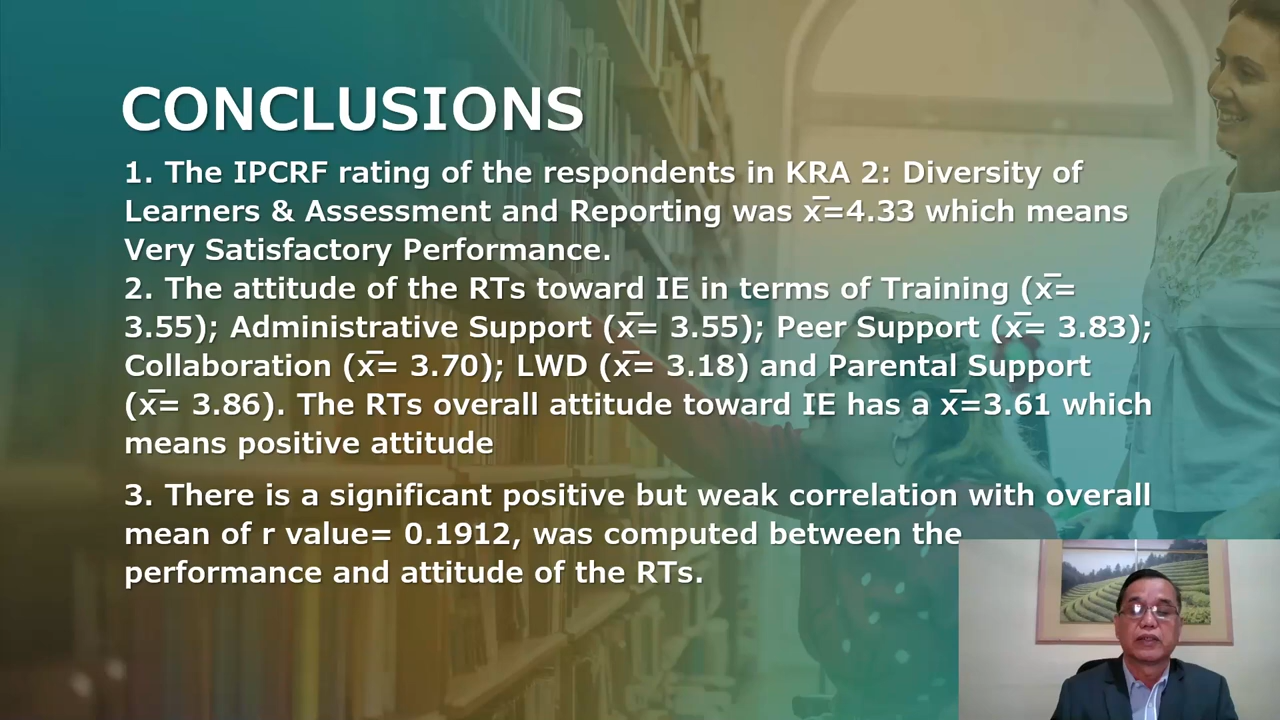 CONCLUSIONS
1. The IPCRF rating of the respondents in KRA 2: Diversity of
Learners & Assessment and Reporting was x̅=4.33 which means
Very Satisfactory Performance.
2. The attitude of the RTs toward IE in terms of Training (x̅=
3.55); Administrative Support (x̅= 3.55); Peer Support (x̅= 3.83);
Collaboration (x̅= 3.70); LWD (x̅= 3.18) and Parental Support
(x̅= 3.86). The RTs overall attitude toward IE has a x̅=3.61 which
means positive attitude
3. There is a significant positive but weak correlation with overall
mean of r value= 0.1912, was computed between the
performance and attitude of the RTs.